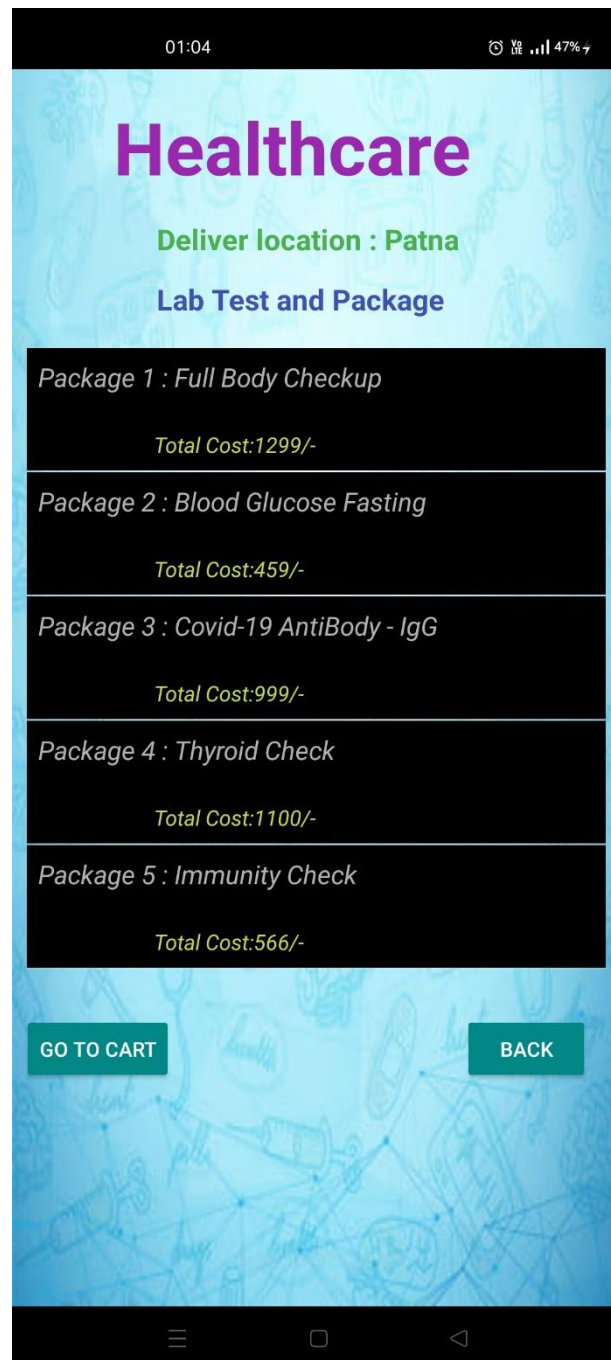 01:04 Vo LTE 47%
Healthcare
Deliver location : Patna
Lab Test and Package
Package 1 : Full Body Checkup
Total Cost:1299/-
Package 2 : Blood Glucose Fasting
Total Cost:459/-
Package 3 : Covid-19 AntiBody - IgG
Total Cost:999/-
Package 4 : Thyroid Check
Total Cost:1100/-
Package 5 : Immunity Check
Total Cost:566/-
GO TO CART BACK